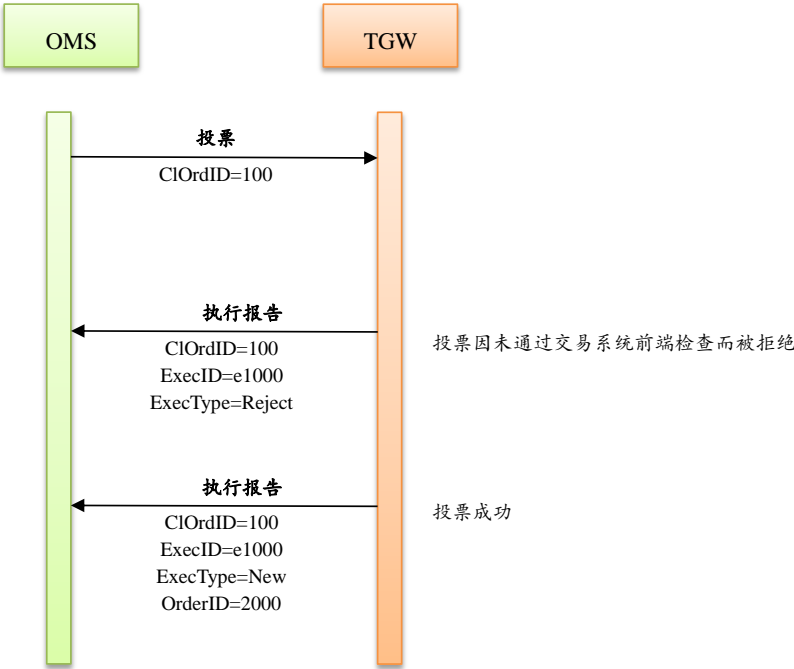 OMS
TGW
投票
ClOrdID=100
执行报告
ClOrdID=100
ExecID=e1000
ExecType=Reject
投票因未通过交易系统前端检查而被拒绝
执行报告
ClOrdID=100
ExecID=e1000
ExecType=New
OrderID=2000
投票成功